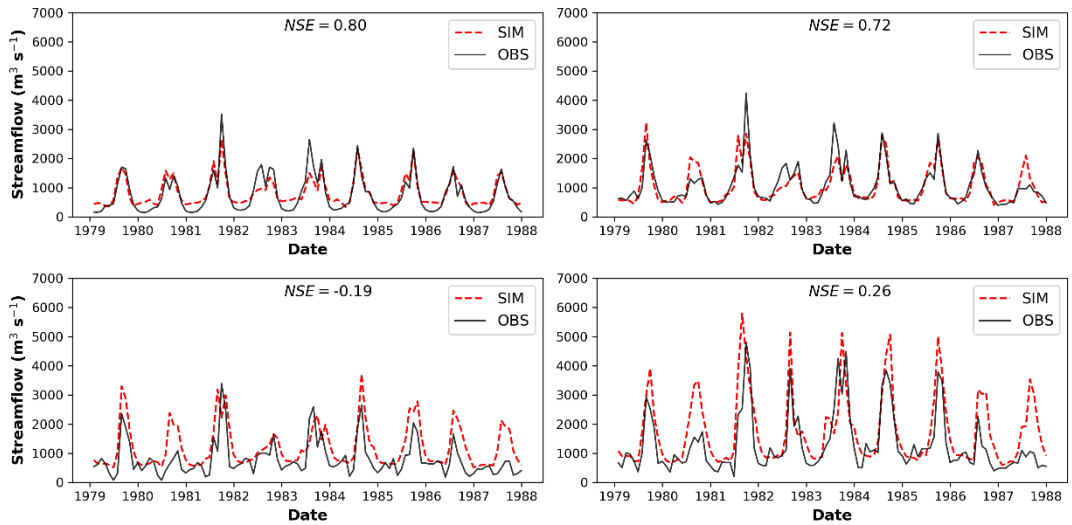 NSE = 0.80
SIM
OBS
7000
6000
5000
4000
3000
2000
1000
0
Streamflow (m³ s⁻¹)
1979 1980 1981 1982 1983 1984 1985 1986 1987 1988
Date
NSE = 0.72
SIM
OBS
7000
6000
5000
4000
3000
2000
1000
0
1979 1980 1981 1982 1983 1984 1985 1986 1987 1988
Date
NSE = -0.19
SIM
OBS
7000
6000
5000
4000
3000
2000
1000
0
Streamflow (m³ s⁻¹)
1979 1980 1981 1982 1983 1984 1985 1986 1987 1988
Date
NSE = 0.26
SIM
OBS
7000
6000
5000
4000
3000
2000
1000
0
1979 1980 1981 1982 1983 1984 1985 1986 1987 1988
Date